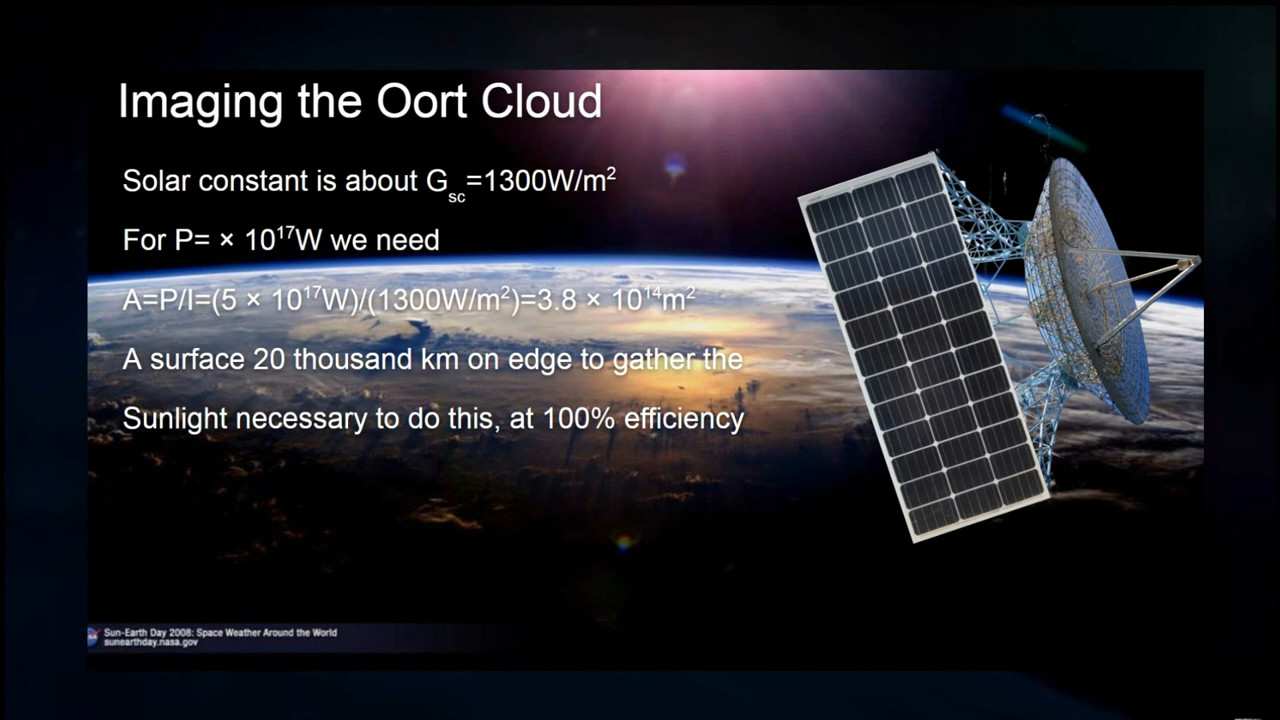 Imaging the Oort Cloud
Solar constant is about Gsc=1300W/m²
For P= × 10¹⁷W we need
A=P/I=(5 × 10¹⁷W)/(1300W/m²)=3.8 × 10¹⁴m²
A surface 20 thousand km on edge to gather the
Sunlight necessary to do this, at 100% efficiency
Sun-Earth Day 2008: Space Weather Around the World
sunearthday.nasa.gov